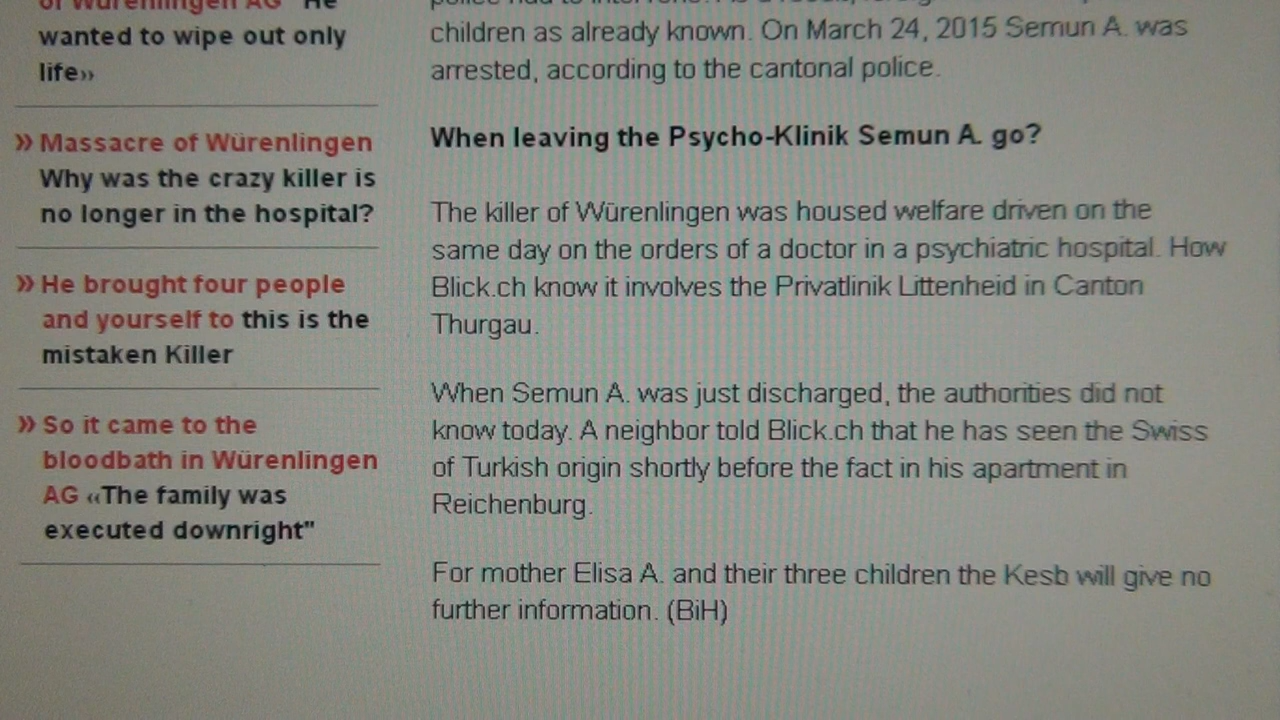 of Würenlingen AG "He
wanted to wipe out only
life»
» Massacre of Würenlingen
Why was the crazy killer is
no longer in the hospital?
» He brought four people
and yourself to this is the
mistaken Killer
» So it came to the
bloodbath in Würenlingen
AG «The family was
executed downright"
children as already known. On March 24, 2015 Semun A. was
arrested, according to the cantonal police.
When leaving the Psycho-Klinik Semun A. go?
The killer of Würenlingen was housed welfare driven on the
same day on the orders of a doctor in a psychiatric hospital. How
Blick.ch know it involves the Privatlinik Littenheid in Canton
Thurgau.
When Semun A. was just discharged, the authorities did not
know today. A neighbor told Blick.ch that he has seen the Swiss
of Turkish origin shortly before the fact in his apartment in
Reichenburg.
For mother Elisa A. and their three children the Kesb will give no
further information. (BiH)